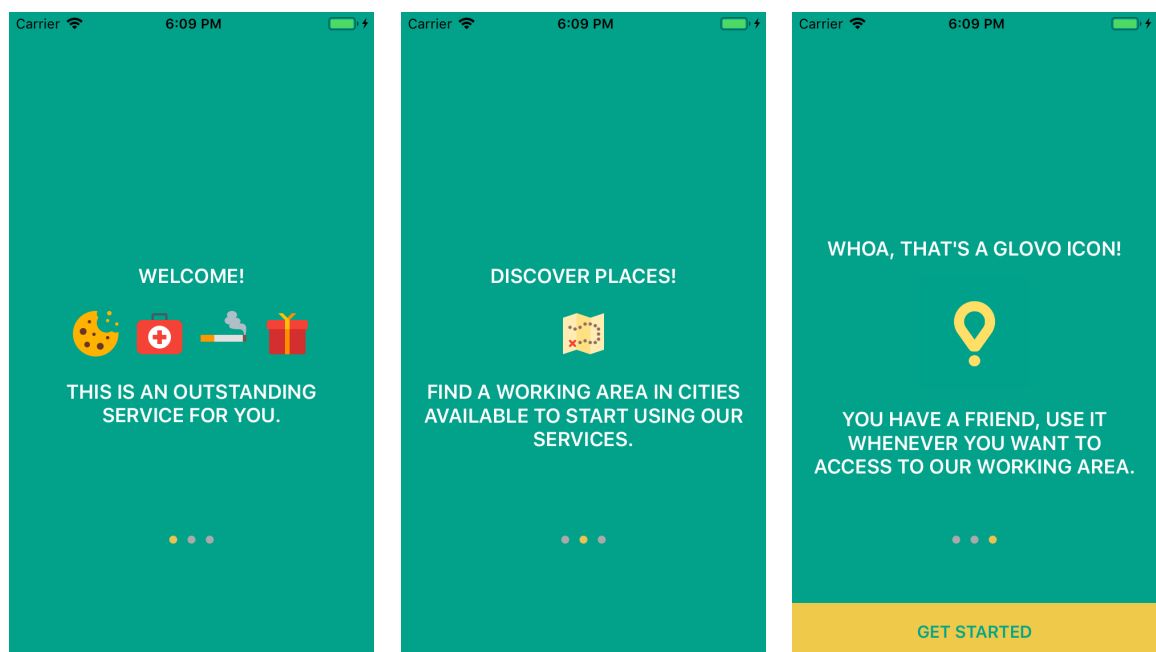 Carrier 6:09 PM
WELCOME!
THIS IS AN OUTSTANDING
SERVICE FOR YOU.
Carrier 6:09 PM
DISCOVER PLACES!
FIND A WORKING AREA IN CITIES
AVAILABLE TO START USING OUR
SERVICES.
Carrier 6:09 PM
WHOA, THAT'S A GLOVO ICON!
YOU HAVE A FRIEND, USE IT
WHENEVER YOU WANT TO
ACCESS TO OUR WORKING AREA.
GET STARTED